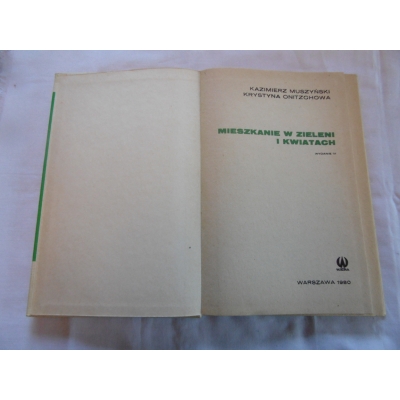 KAZIMIERZ MUSZYŃSKI
KRYSTYNA ONITZCHOWA
MIESZKANIE W ZIELENI
I KWIATACH
WARSZAWA 1980